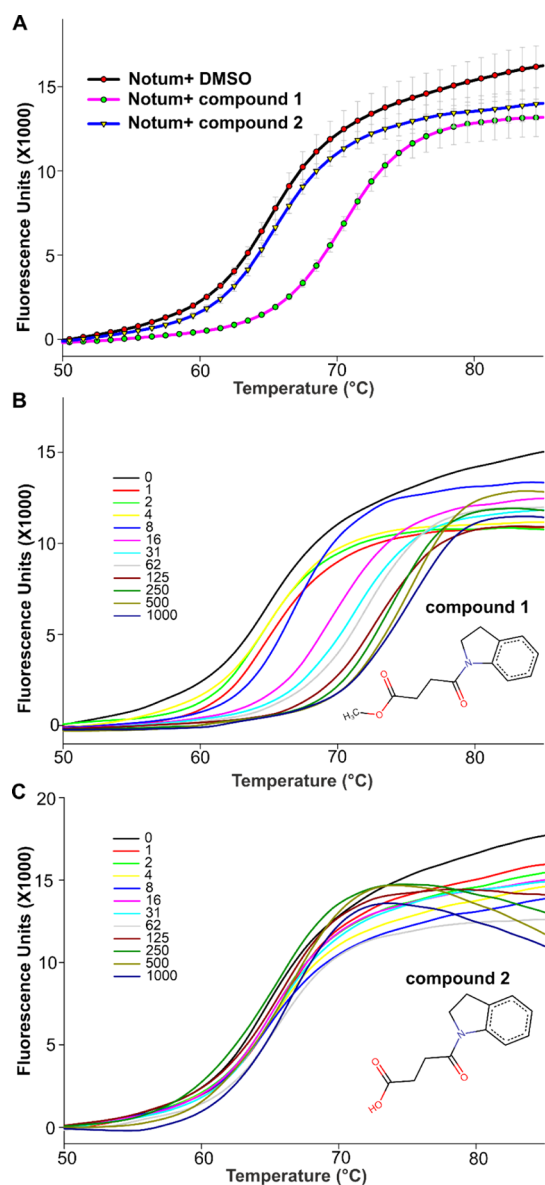 A
Fluorescence Units (X1000)
15
10
5
0
Notum+ DMSO
Notum+ compound 1
Notum+ compound 2
50
60
70
80
Temperature (°C)
B
Fluorescence Units (X1000)
15
10
5
0
0
1
2
4
8
16
31
62
125
250
500
1000
compound 1
N
O
O
O
H₃C
50
60
70
80
Temperature (°C)
C
Fluorescence Units (X1000)
20
15
10
5
0
0
1
2
4
8
16
31
62
125
250
500
1000
compound 2
N
O
O
HO
50
60
70
80
Temperature (°C)